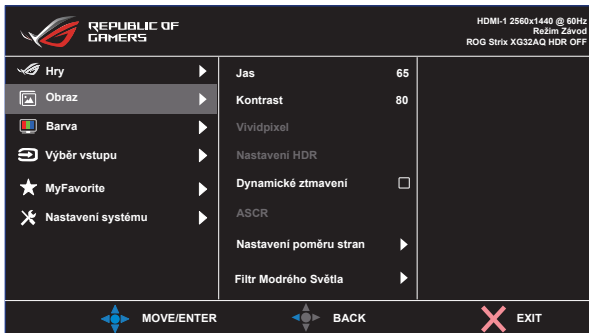 REPUBLIC OF
GAMERS
HDMI-1 2560x1440 @ 60Hz
Režim Závod
ROG Strix XG32AQ HDR OFF
Hry
Obraz
Barva
Výběr vstupu
MyFavorite
Nastavení systému
Jas 65
Kontrast 80
Vividpixel
Nastavení HDR
Dynamické ztmavení
ASCR
Nastavení poměru stran
Filtr Modrého Světla
MOVE/ENTER
BACK
EXIT